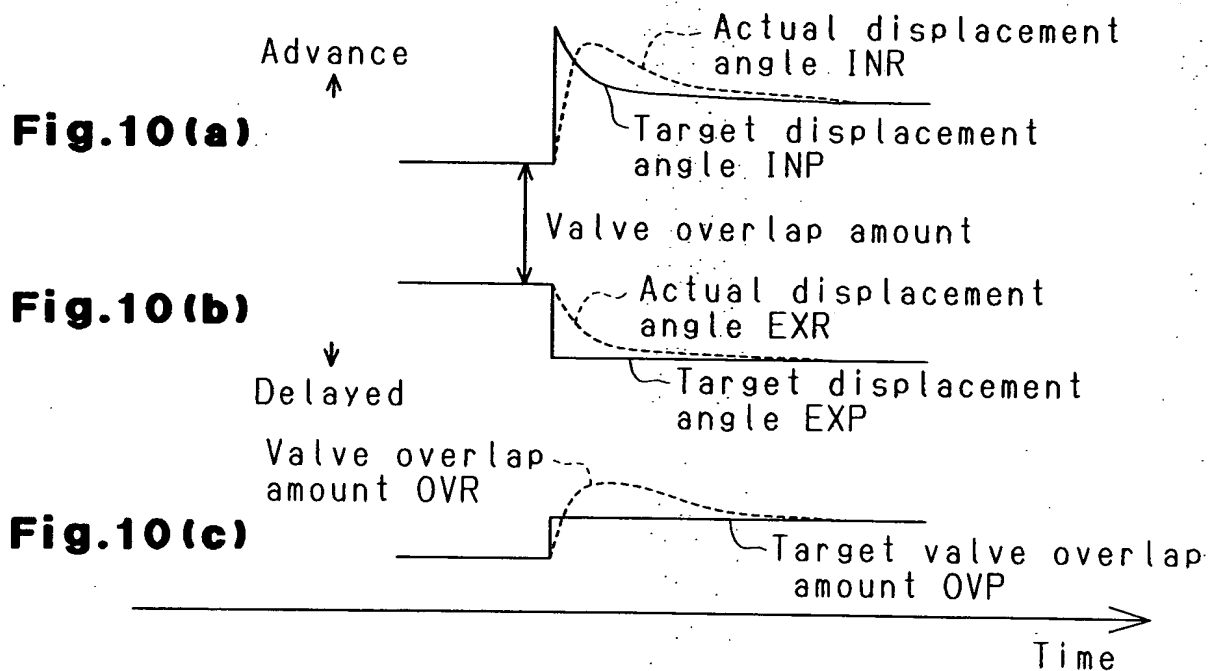 Actual displacement
angle INR
Advance
Fig.10(a)
Target displacement
angle INP
Valve overlap amount
Fig.10(b)
Actual displacement
angle EXR
Delayed
Target displacement
angle EXP
Valve overlap
amount OVR
Fig.10(c)
Target valve overlap
amount OVP
Time